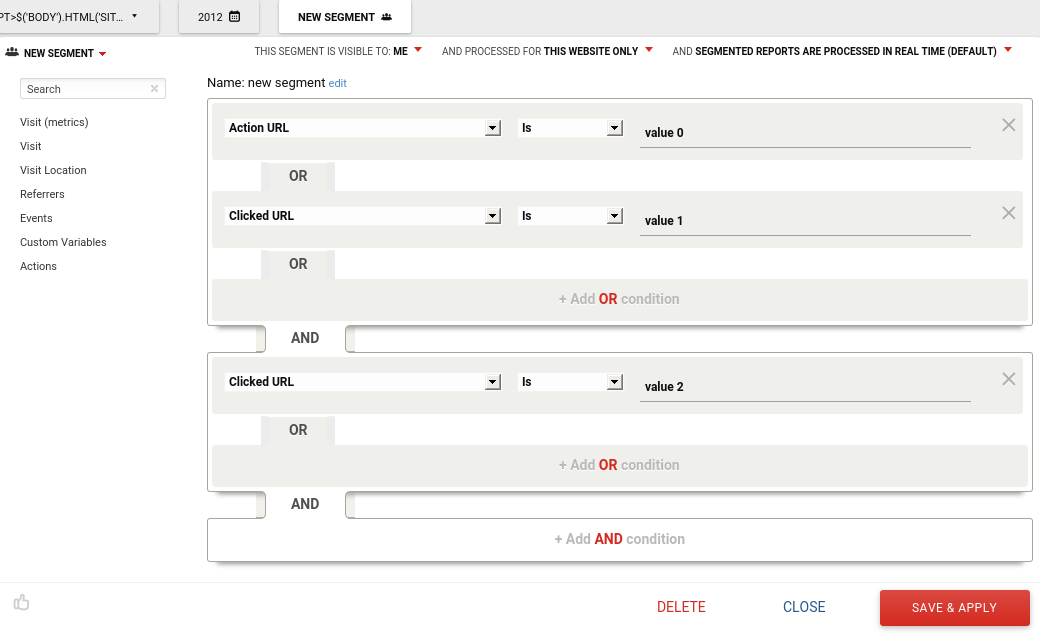 PT>$('BODY').HTML('SIT...
2012
NEW SEGMENT
NEW SEGMENT
THIS SEGMENT IS VISIBLE TO: ME
AND PROCESSED FOR THIS WEBSITE ONLY
AND SEGMENTED REPORTS ARE PROCESSED IN REAL TIME (DEFAULT)
Search
Visit (metrics)
Visit
Visit Location
Referrers
Events
Custom Variables
Actions
Name: new segment edit
Action URL Is value 0
OR
Clicked URL Is value 1
OR
+ Add OR condition
AND
Clicked URL Is value 2
OR
+ Add OR condition
AND
+ Add AND condition
DELETE CLOSE SAVE & APPLY